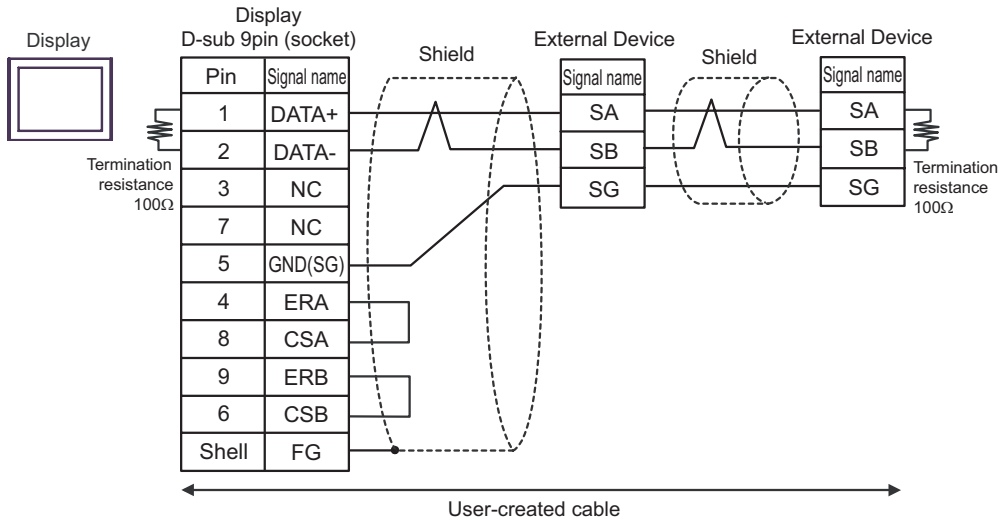 Display
Display
D-sub 9pin (socket)
Shield
External Device
Shield
External Device
Pin Signal name
Signal name
Signal name
1 DATA+
SA
SA
2 DATA-
SB
SB
3 NC
SG
SG
7 NC
5 GND(SG)
4 ERA
8 CSA
9 ERB
6 CSB
Shell FG
Termination
resistance
100Ω
Termination
resistance
100Ω
User-created cable